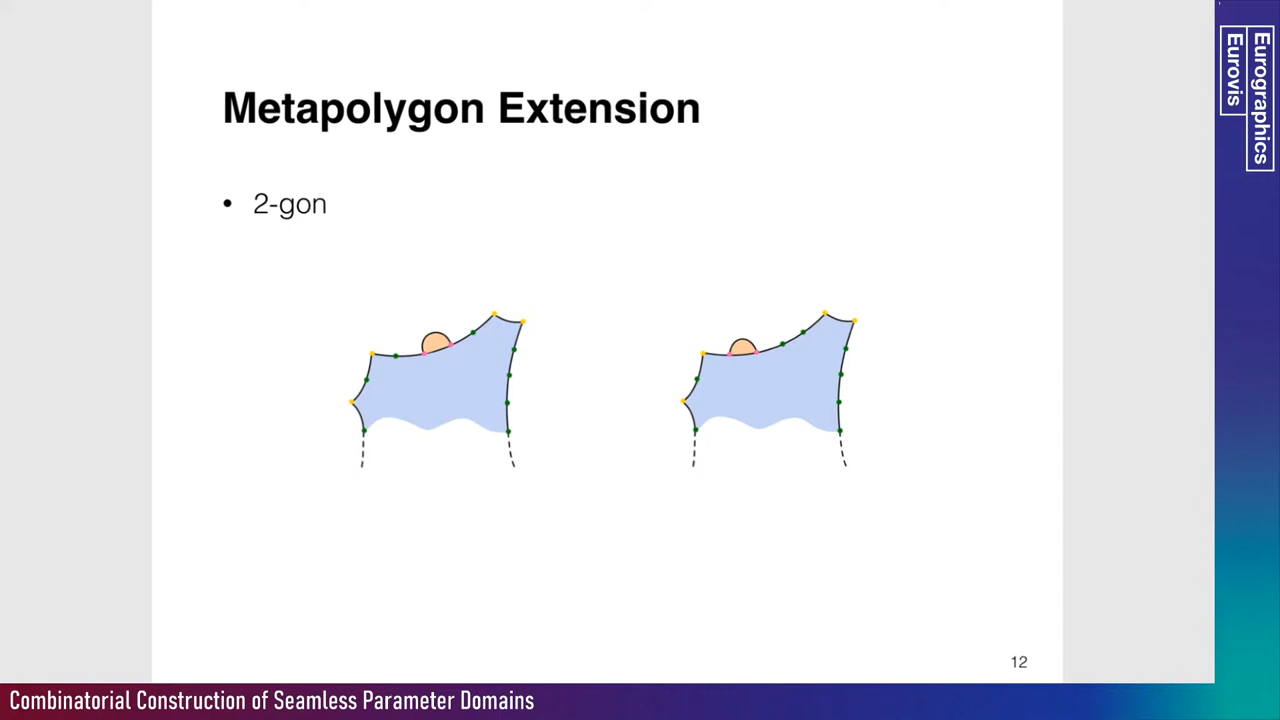 Metapolygon Extension
• 2-gon
12
Combinatorial Construction of Seamless Parameter Domains
Eurographics
Eurovis